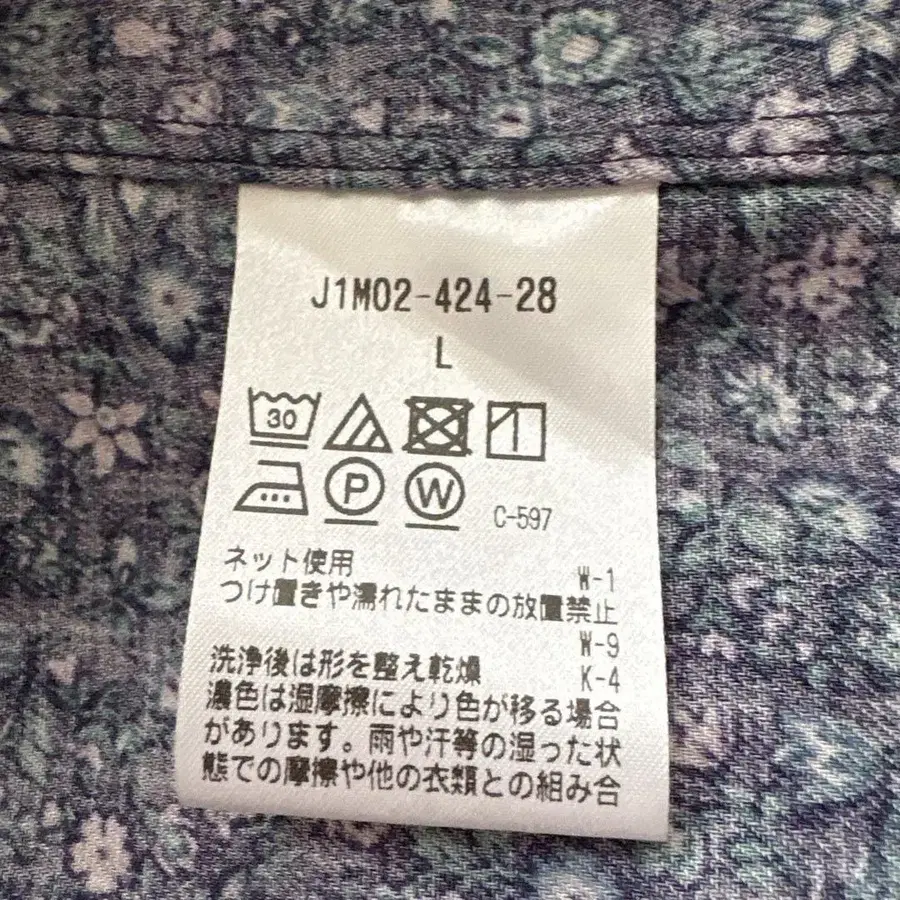 J1M02-424-28
L
30
P W C-597
ネット使用 W-1
つけ置きや濡れたままの放置禁止
W-9
洗浄後は形を整え乾燥 K-4
濃色は湿摩擦により色が移る場合
があります。雨や汗等の湿った状
態での摩擦や他の衣類との組み合